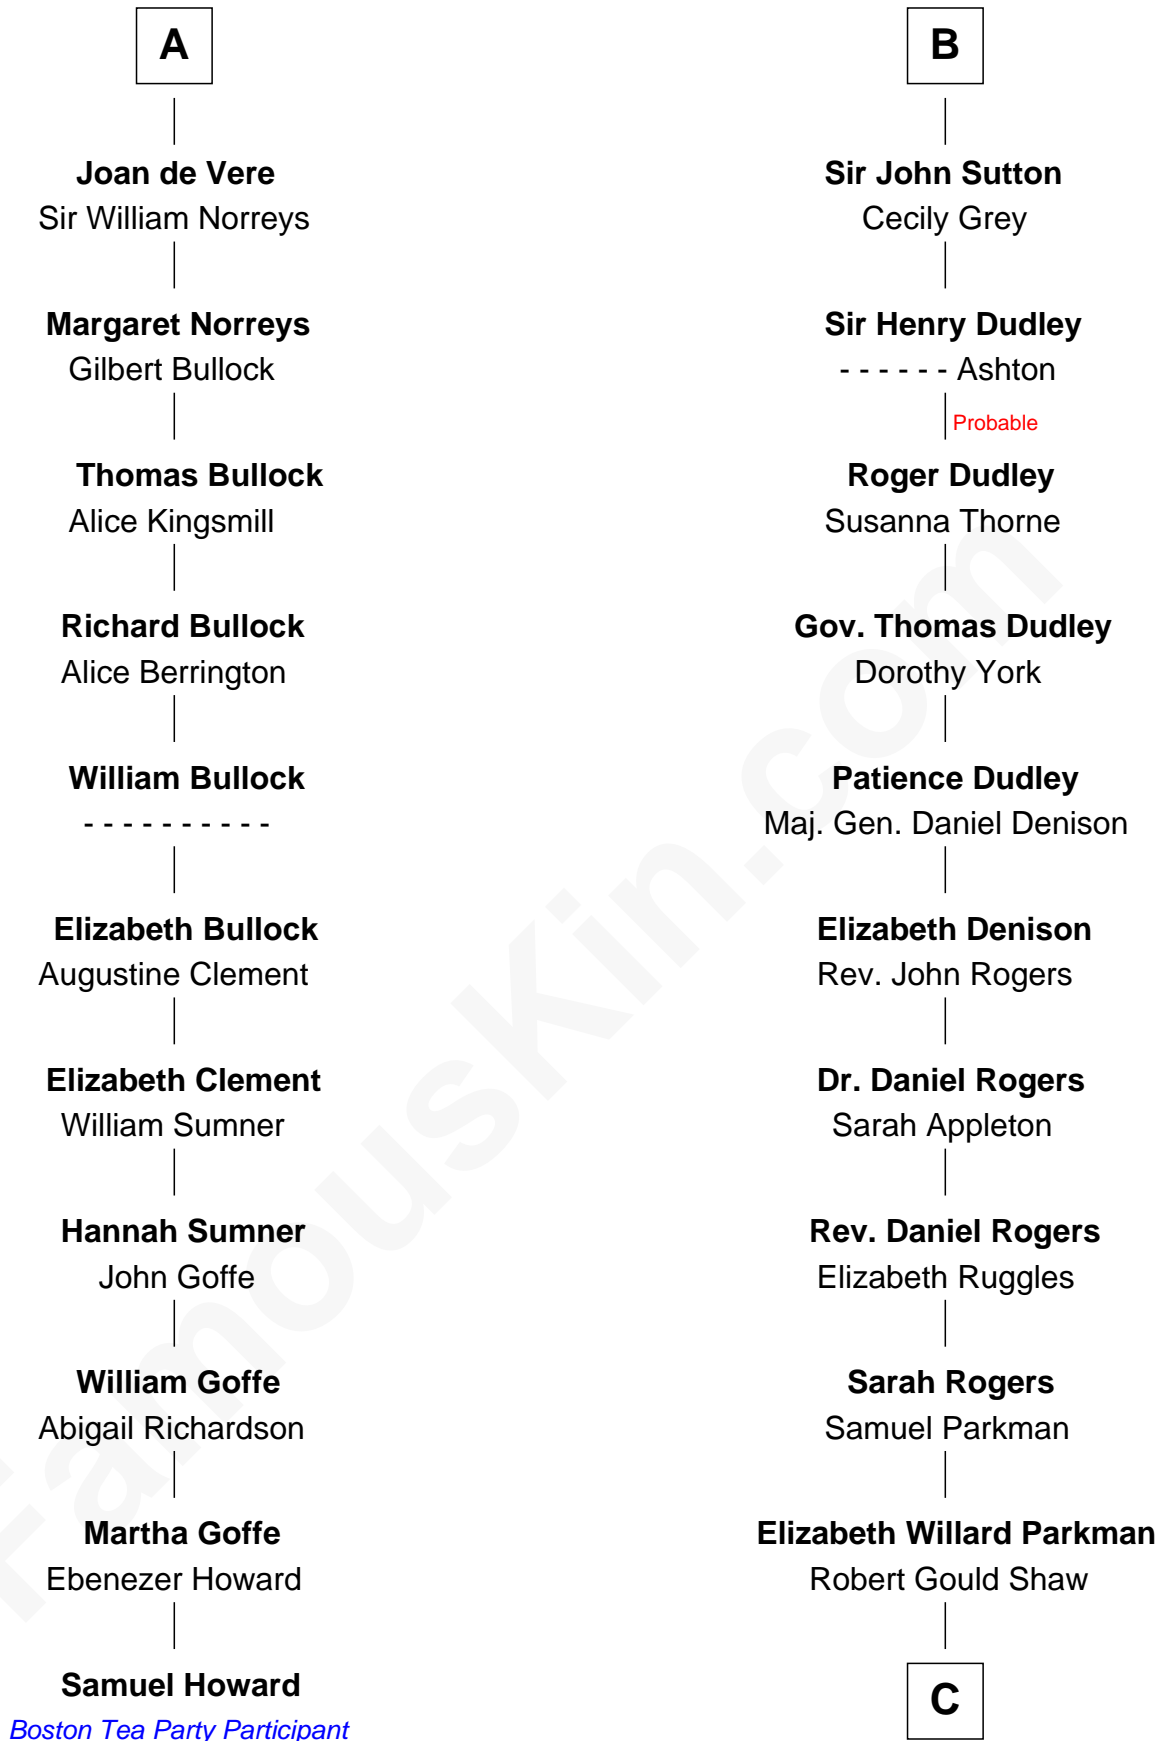 A
Joan de Vere
Sir William Norreys
Margaret Norreys
Gilbert Bullock
Thomas Bullock
Alice Kingsmill
Richard Bullock
Alice Berrington
William Bullock
- - - - - - - - - -
Elizabeth Bullock
Augustine Clement
Elizabeth Clement
William Sumner
Hannah Sumner
John Goffe
William Goffe
Abigail Richardson
Martha Goffe
Ebenezer Howard
Samuel Howard
Boston Tea Party Participant
B
Sir John Sutton
Cecily Grey
Sir Henry Dudley
- - - - - - Ashton
Probable
Roger Dudley
Susanna Thorne
Gov. Thomas Dudley
Dorothy York
Patience Dudley
Maj. Gen. Daniel Denison
Elizabeth Denison
Rev. John Rogers
Dr. Daniel Rogers
Sarah Appleton
Rev. Daniel Rogers
Elizabeth Ruggles
Sarah Rogers
Samuel Parkman
Elizabeth Willard Parkman
Robert Gould Shaw
C
FamousKin.com